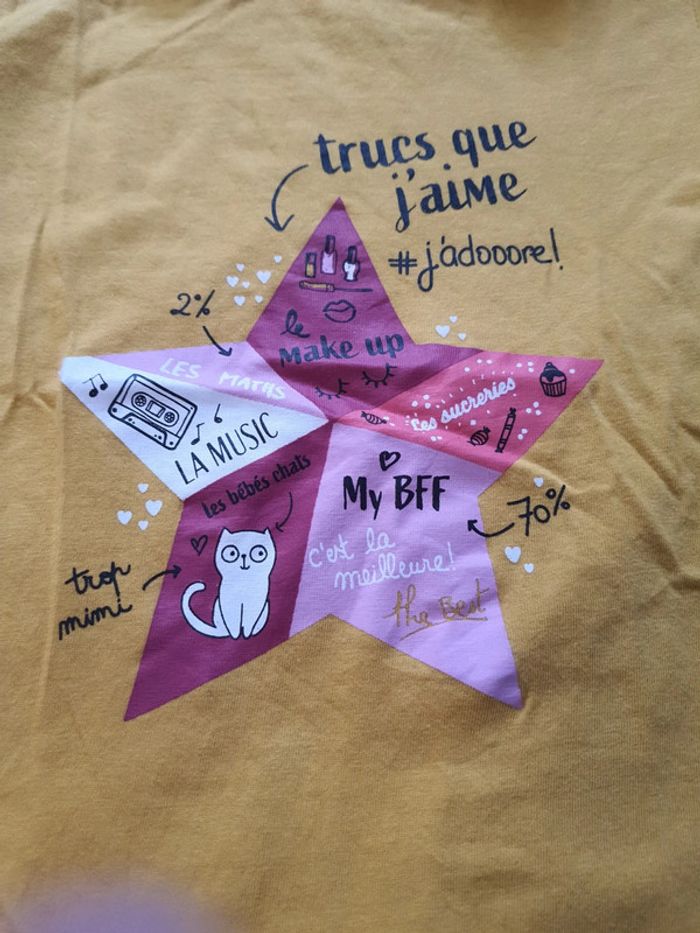 trucs que
j'aime
#j'adooore!
2%
le
Make up
LES MATHS
Les sucreries
LA MUSIC
les bébés chats
My BFF
70%
c'est la
meilleure!
the Best
trop
mimi